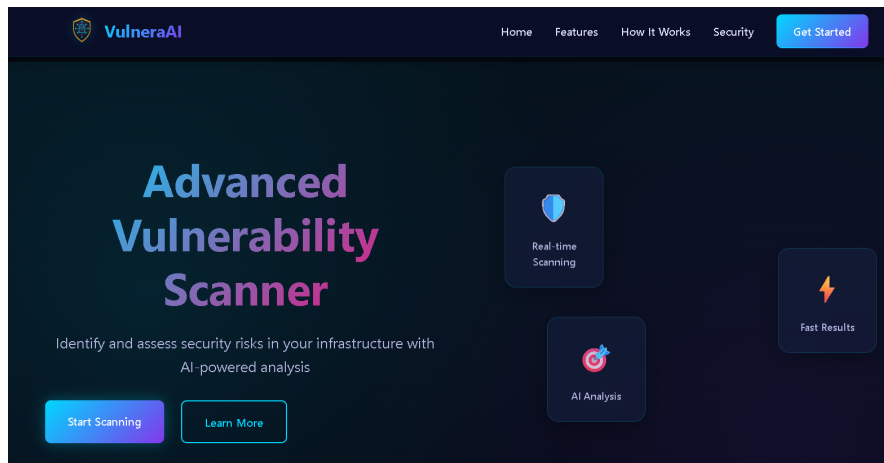 VulneraAI
Home
Features
How It Works
Security
Get Started
Advanced
Vulnerability
Scanner
Identify and assess security risks in your infrastructure with
AI-powered analysis
Start Scanning
Learn More
Real-time
Scanning
AI Analysis
Fast Results